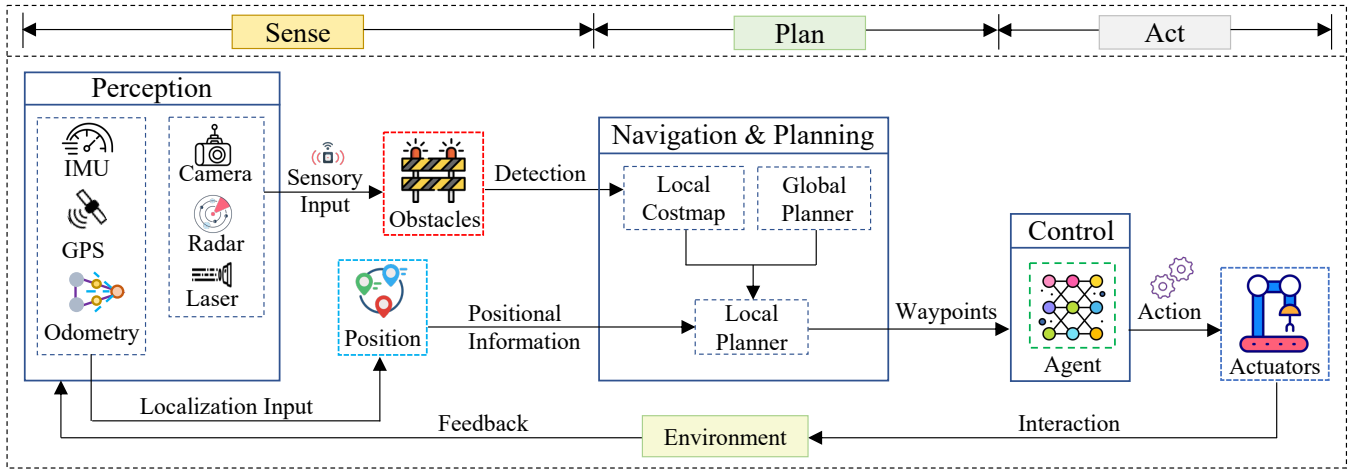 Sense
Plan
Act
Perception
IMU
GPS
Odometry
Camera
Radar
Laser
Sensory
Input
Obstacles
Detection
Position
Positional
Information
Localization Input
Navigation & Planning
Local
Costmap
Global
Planner
Local
Planner
Waypoints
Control
Agent
Action
Actuators
Interaction
Environment
Feedback